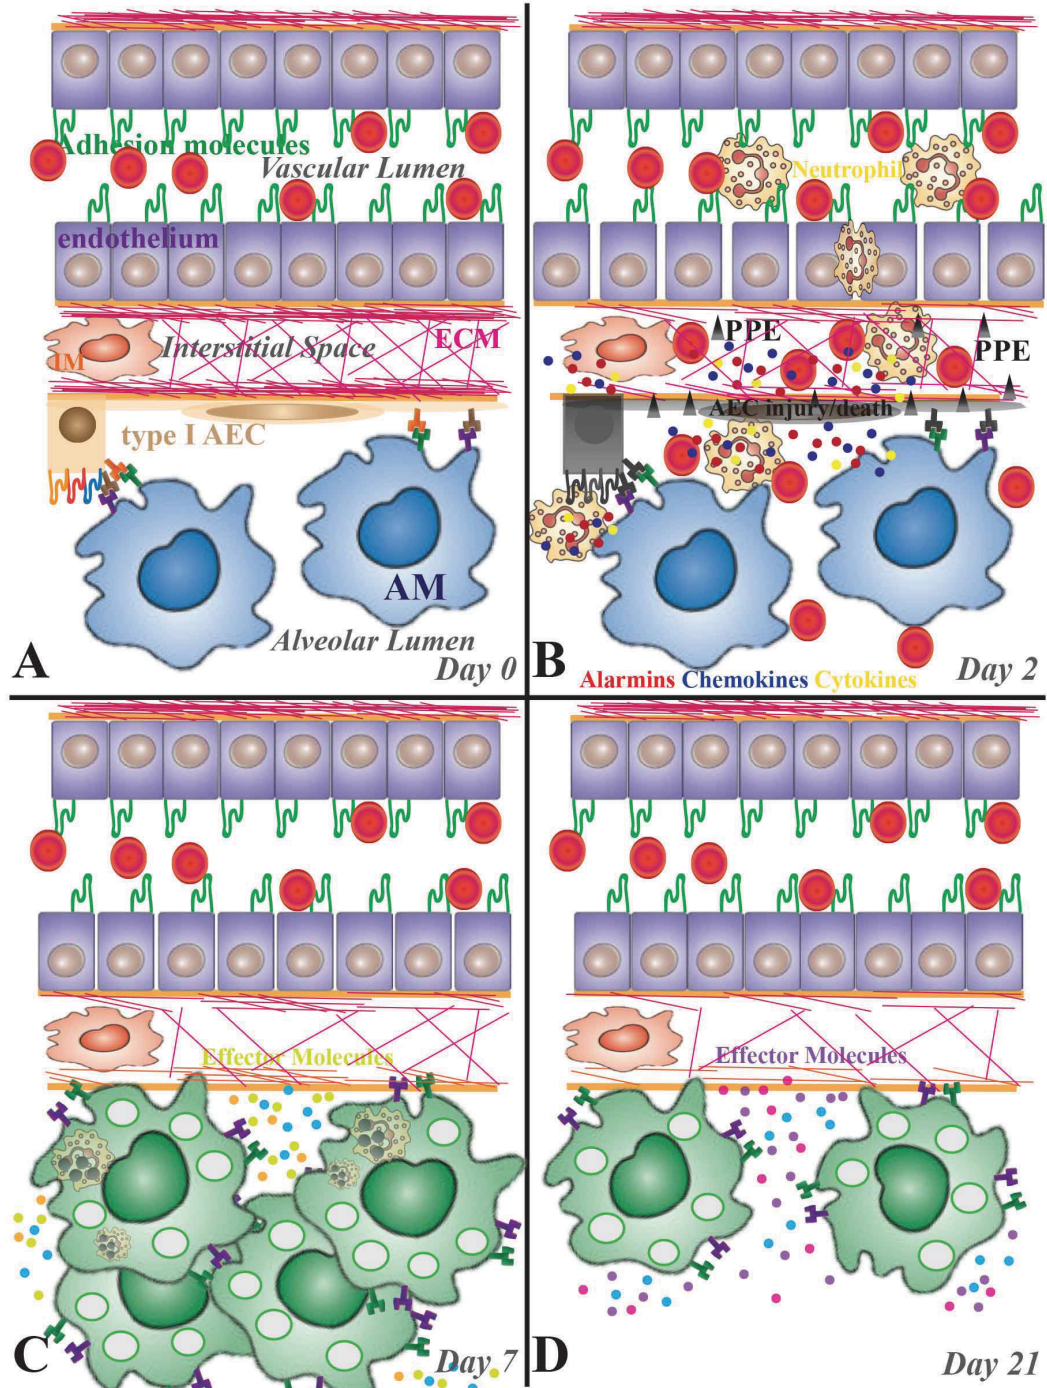 Adhesion molecules
Vascular Lumen
endothelium
IM
Interstitial Space
ECM
type I AEC
AM
Alveolar Lumen
A
Day 0
Neutrophil
PPE
PPE
AEC injury/death
B
Alarmins Chemokines Cytokines
Day 2
Effector Molecules
C
Day 7
Effector Molecules
D
Day 21